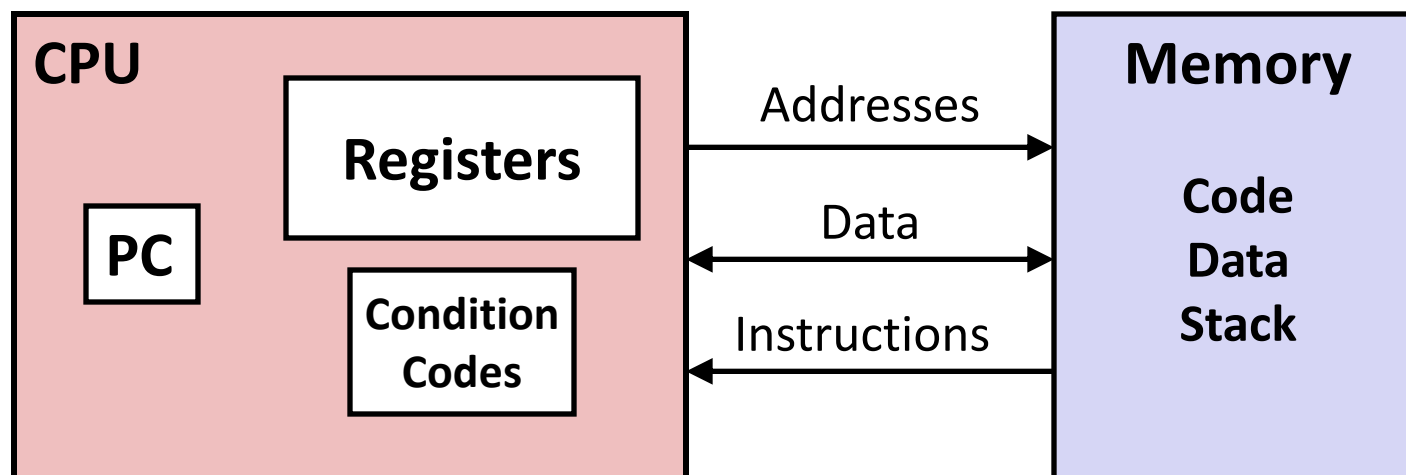 CPU
Registers
PC
Condition
Codes
Addresses
Data
Instructions
Memory
Code
Data
Stack